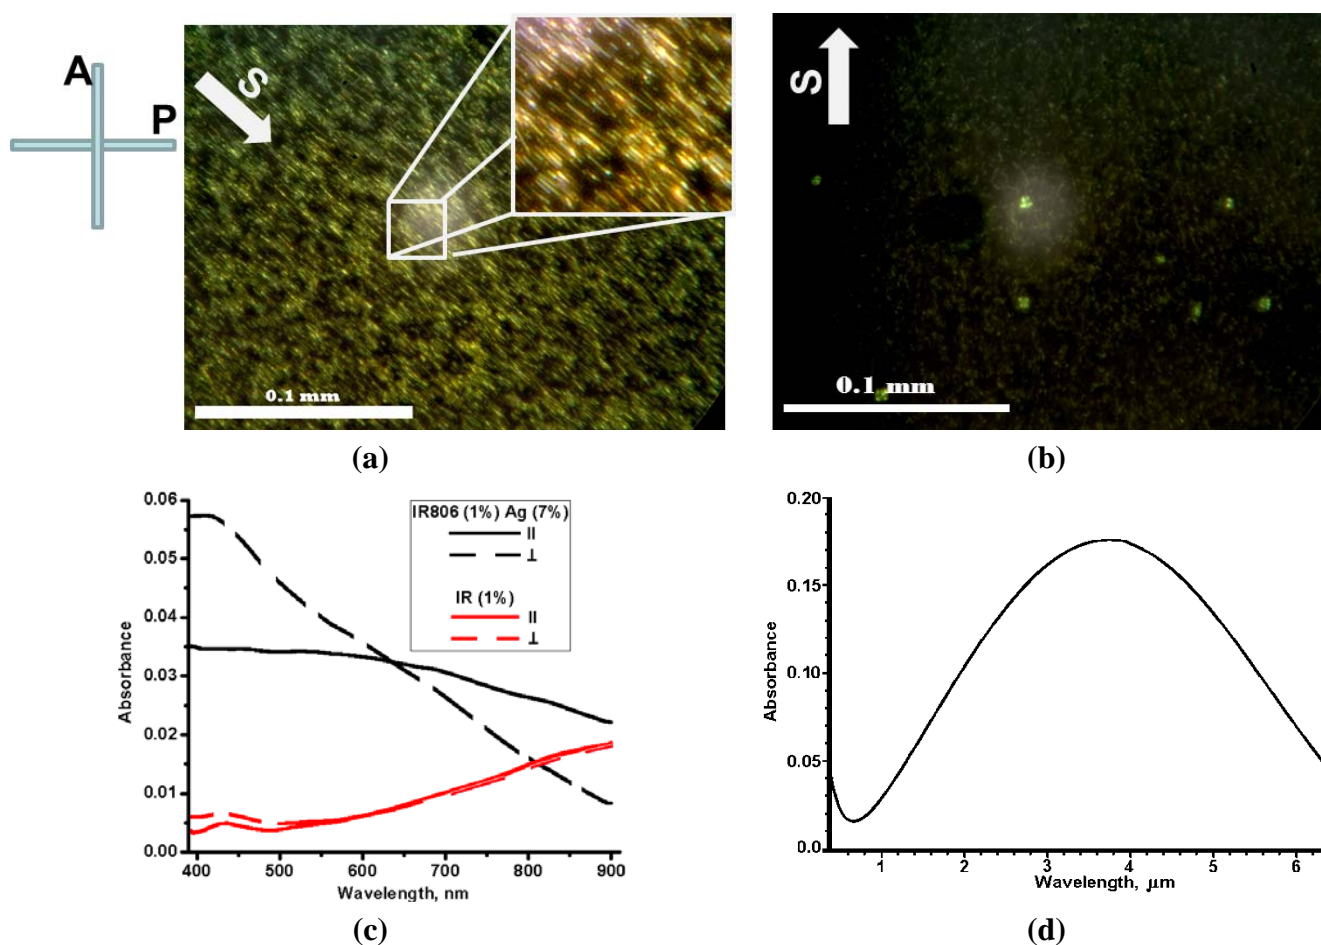 A
P
S
0.1 mm
(a)
S
0.1 mm
(b)
0.06
0.05
0.04
0.03
0.02
0.01
0.00
Absorbance
IR806 (1%) Ag (7%)
||
⊥
IR (1%)
||
⊥
400 500 600 700 800 900
Wavelength, nm
(c)
0.20
0.15
0.10
0.05
0.0
Absorbance
1 2 3 4 5 6
Wavelength, μm
(d)